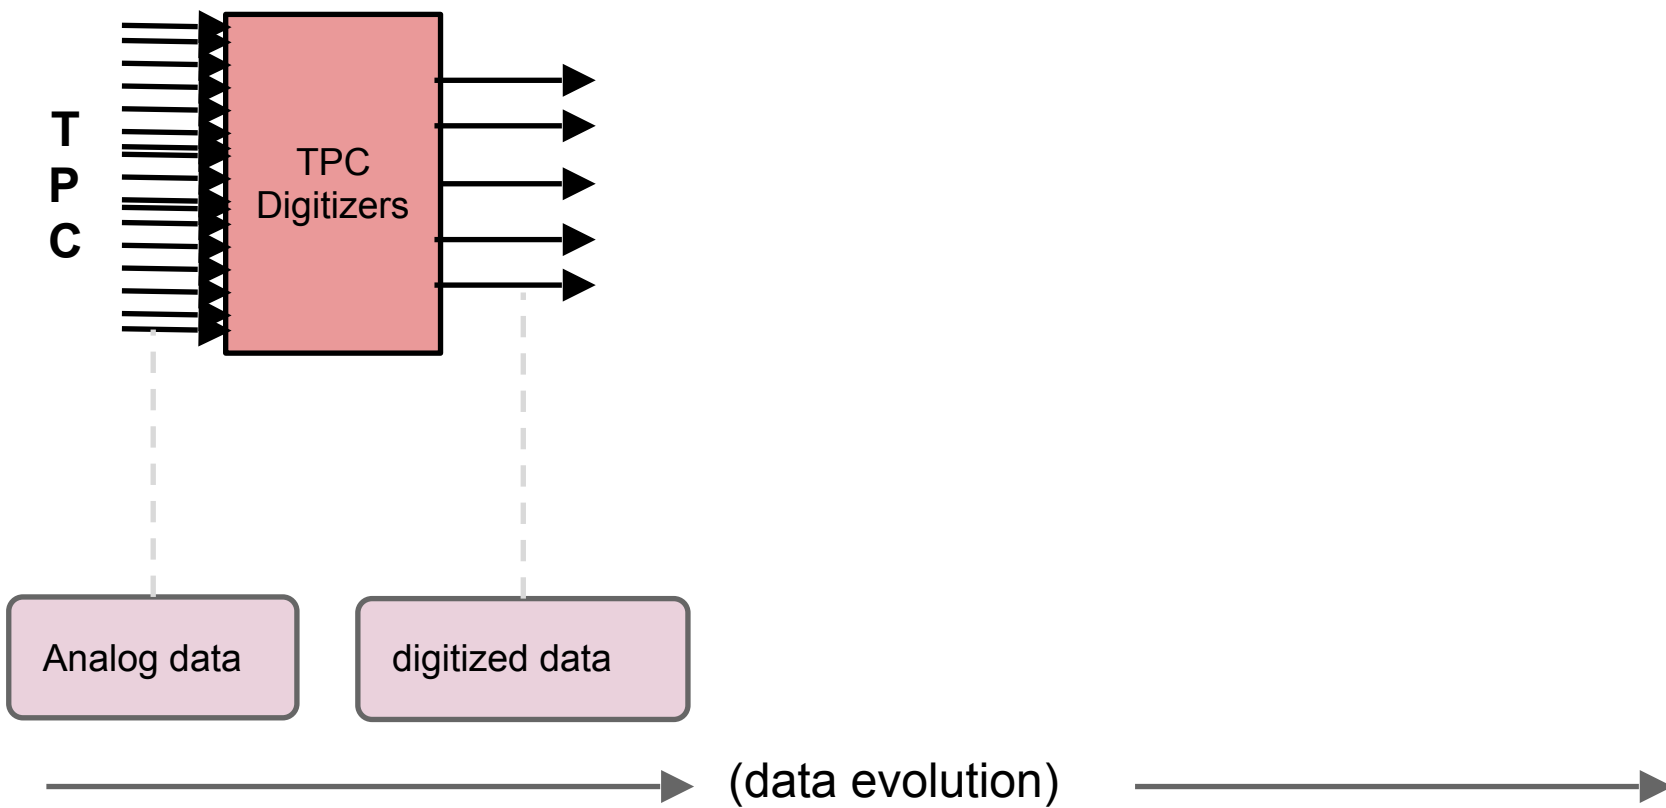 T
P
C
TPC
Digitizers
Analog data
digitized data
(data evolution)